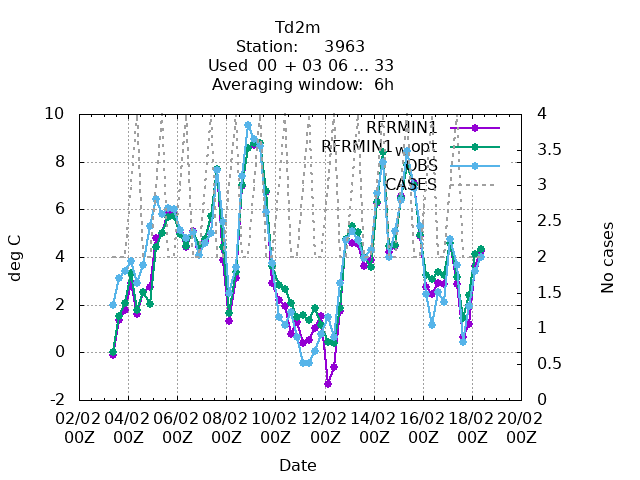 Td2m
Station: 3963
Used 00 + 03 06 ... 33
Averaging window: 6h
10
8
6
4
2
0
-2
4
3.5
3
2.5
2
1.5
1
0.5
0
deg C
No cases
RFRMIN1
RFRMIN1w_opt
OBS
CASES
02/02 04/02 06/02 08/02 10/02 12/02 14/02 16/02 18/02 20/02
00Z 00Z 00Z 00Z 00Z 00Z 00Z 00Z 00Z 00Z
Date